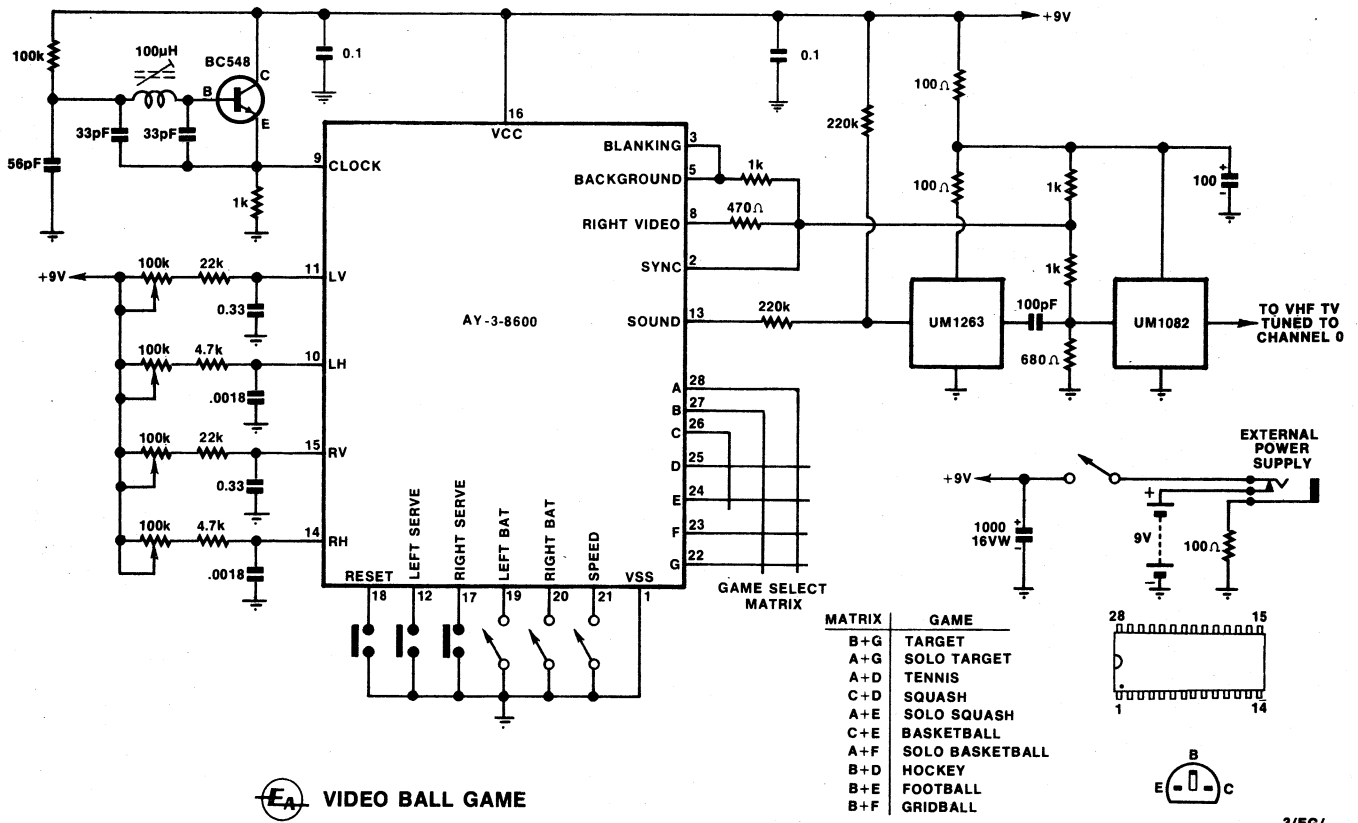 +9V
100k
100µH
BC548
B
C
E
0.1
0.1
33pF
33pF
56pF
1k
16
VCC
9
CLOCK
+9V
100k
22k
11
LV
0.33
100k
4.7k
10
LH
.0018
100k
22k
15
RV
0.33
100k
4.7k
14
RH
.0018
AY-3-8600
BLANKING
3
BACKGROUND
5
1k
RIGHT VIDEO
8
470Ω
SYNC
2
SOUND
13
220k
220k
100Ω
100Ω
1k
100
1k
UM1263
100pF
680Ω
UM1082
TO VHF TV
TUNED TO
CHANNEL 0
A
28
B
27
C
26
D
25
E
24
F
23
G
22
GAME SELECT
MATRIX
RESET
LEFT SERVE
RIGHT SERVE
LEFT BAT
RIGHT BAT
SPEED
VSS
18
12
17
19
20
21
1
EXTERNAL
POWER
SUPPLY
+9V
1000
16VW
+
9V
100Ω
MATRIX GAME
B+G TARGET
A+G SOLO TARGET
A+D TENNIS
C+D SQUASH
A+E SOLO SQUASH
C+E BASKETBALL
A+F SOLO BASKETBALL
B+D HOCKEY
B+E FOOTBALL
B+F GRIDBALL
28
15
1
14
B
E
C
EA VIDEO BALL GAME
3/EG/